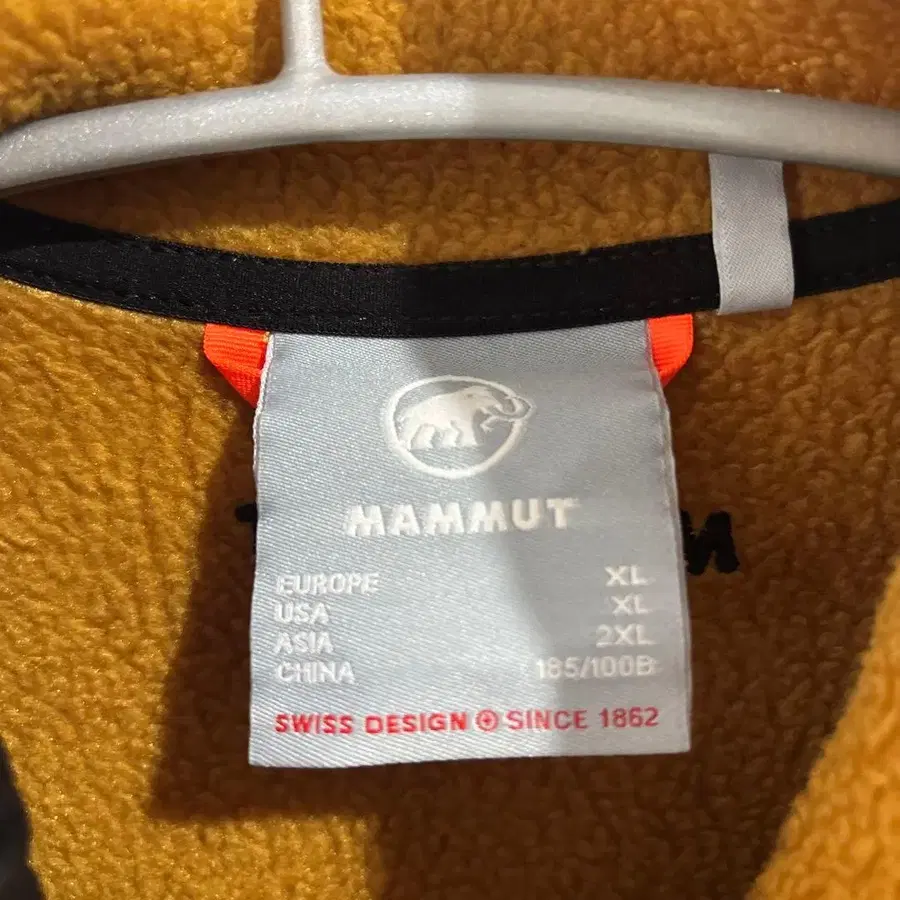 MAMMUT
EUROPE XL
USA XL
ASIA 2XL
CHINA 185/100B
SWISS DESIGN SINCE 1862